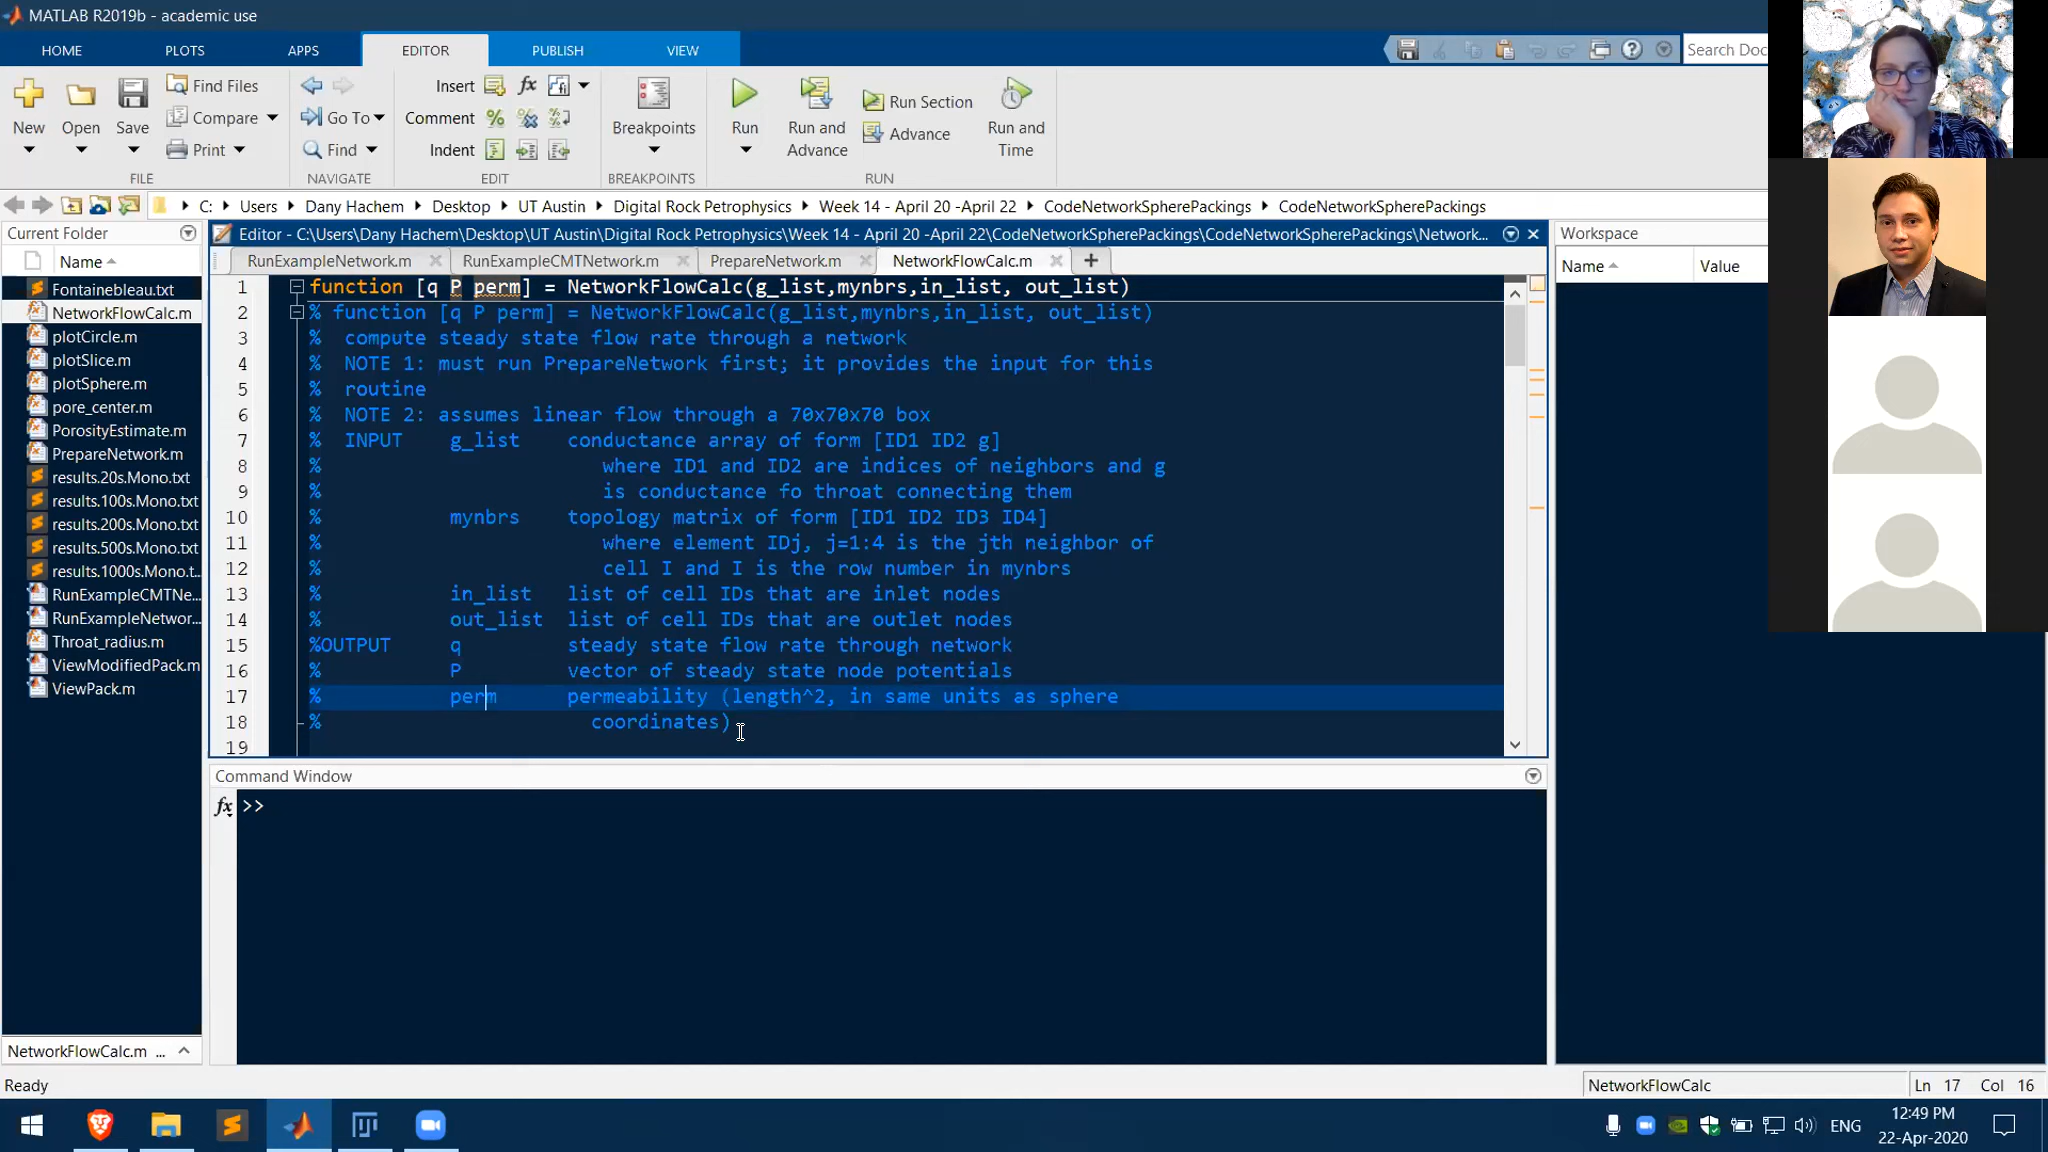 MATLAB R2019b - academic use
HOME PLOTS APPS EDITOR PUBLISH VIEW
Search Doc
New Open Save
Find Files
Compare
Print
FILE
Go To
Find
NAVIGATE
Insert
Comment
Indent
EDIT
Breakpoints
BREAKPOINTS
Run
Run and Advance
Run Section
Advance
Run and Time
RUN
C: Users Dany Hachem Desktop UT Austin Digital Rock Petrophysics Week 14 - April 20 -April 22 CodeNetworkSpherePackings CodeNetworkSpherePackings
Current Folder
Name
Fontainebleau.txt
NetworkFlowCalc.m
plotCircle.m
plotSlice.m
plotSphere.m
pore_center.m
PorosityEstimate.m
PrepareNetwork.m
results.20s.Mono.txt
results.100s.Mono.txt
results.200s.Mono.txt
results.500s.Mono.txt
results.1000s.Mono.t...
RunExampleCMTNe...
RunExampleNetwor...
Throat_radius.m
ViewModifiedPack.m
ViewPack.m
NetworkFlowCalc.m ...
Editor - C:\Users\Dany Hachem\Desktop\UT Austin\Digital Rock Petrophysics\Week 14 - April 20 -April 22\CodeNetworkSpherePackings\CodeNetworkSpherePackings\Network...
RunExampleNetwork.m RunExampleCMTNetwork.m PrepareNetwork.m NetworkFlowCalc.m
1 function [q P perm] = NetworkFlowCalc(g_list,mynbrs,in_list, out_list)
2 % function [q P perm] = NetworkFlowCalc(g_list,mynbrs,in_list, out_list)
3 % compute steady state flow rate through a network
4 % NOTE 1: must run PrepareNetwork first; it provides the input for this
5 % routine
6 % NOTE 2: assumes linear flow through a 70x70x70 box
7 % INPUT g_list conductance array of form [ID1 ID2 g]
8 % where ID1 and ID2 are indices of neighbors and g
9 % is conductance fo throat connecting them
10 % mynbrs topology matrix of form [ID1 ID2 ID3 ID4]
11 % where element IDj, j=1:4 is the jth neighbor of
12 % cell I and I is the row number in mynbrs
13 % in_list list of cell IDs that are inlet nodes
14 % out_list list of cell IDs that are outlet nodes
15 %OUTPUT q steady state flow rate through network
16 % P vector of steady state node potentials
17 % perm permeability (length^2, in same units as sphere
18 % coordinates)
19
Command Window
fx >>
Workspace
Name Value
Ready
NetworkFlowCalc
Ln 17 Col 16
ENG
12:49 PM
22-Apr-2020